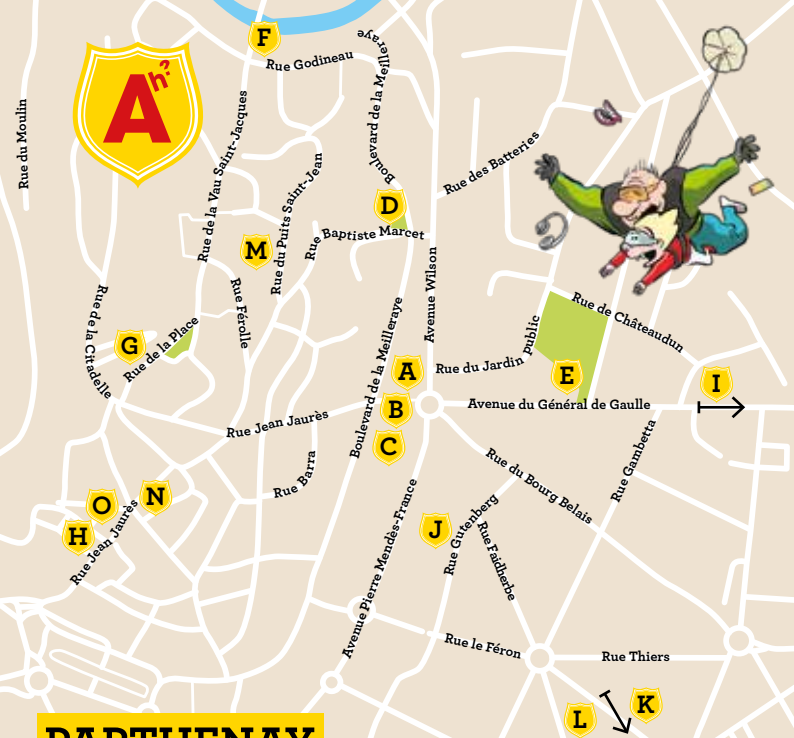 F
Rue Godineau
Boulevard de la Meilleraye
Ah?
Rue du Moulin
Rue de la Vau Saint-Jacques
Rue des Batteries
Rue du Puits Saint-Jean
D
Rue Baptiste Marcet
M
Avenue Wilson
Rue Férolle
Rue de la Citadelle
G
Rue de la Place
Rue de Châteaudun
Rue du Jardin public
Boulevard de la Meilleraye
A
E
I
B
Avenue du Général de Gaulle
Rue Jean Jaurès
C
Rue Gambetta
Rue Barra
Rue du Bourg Belais
N
O
H
Rue Jean Jaurès
J
Rue Gutenberg
Rue Faidherbe
Avenue Pierre Mendès-France
Rue le Féron
Rue Thiers
K
L
PARTHENAY